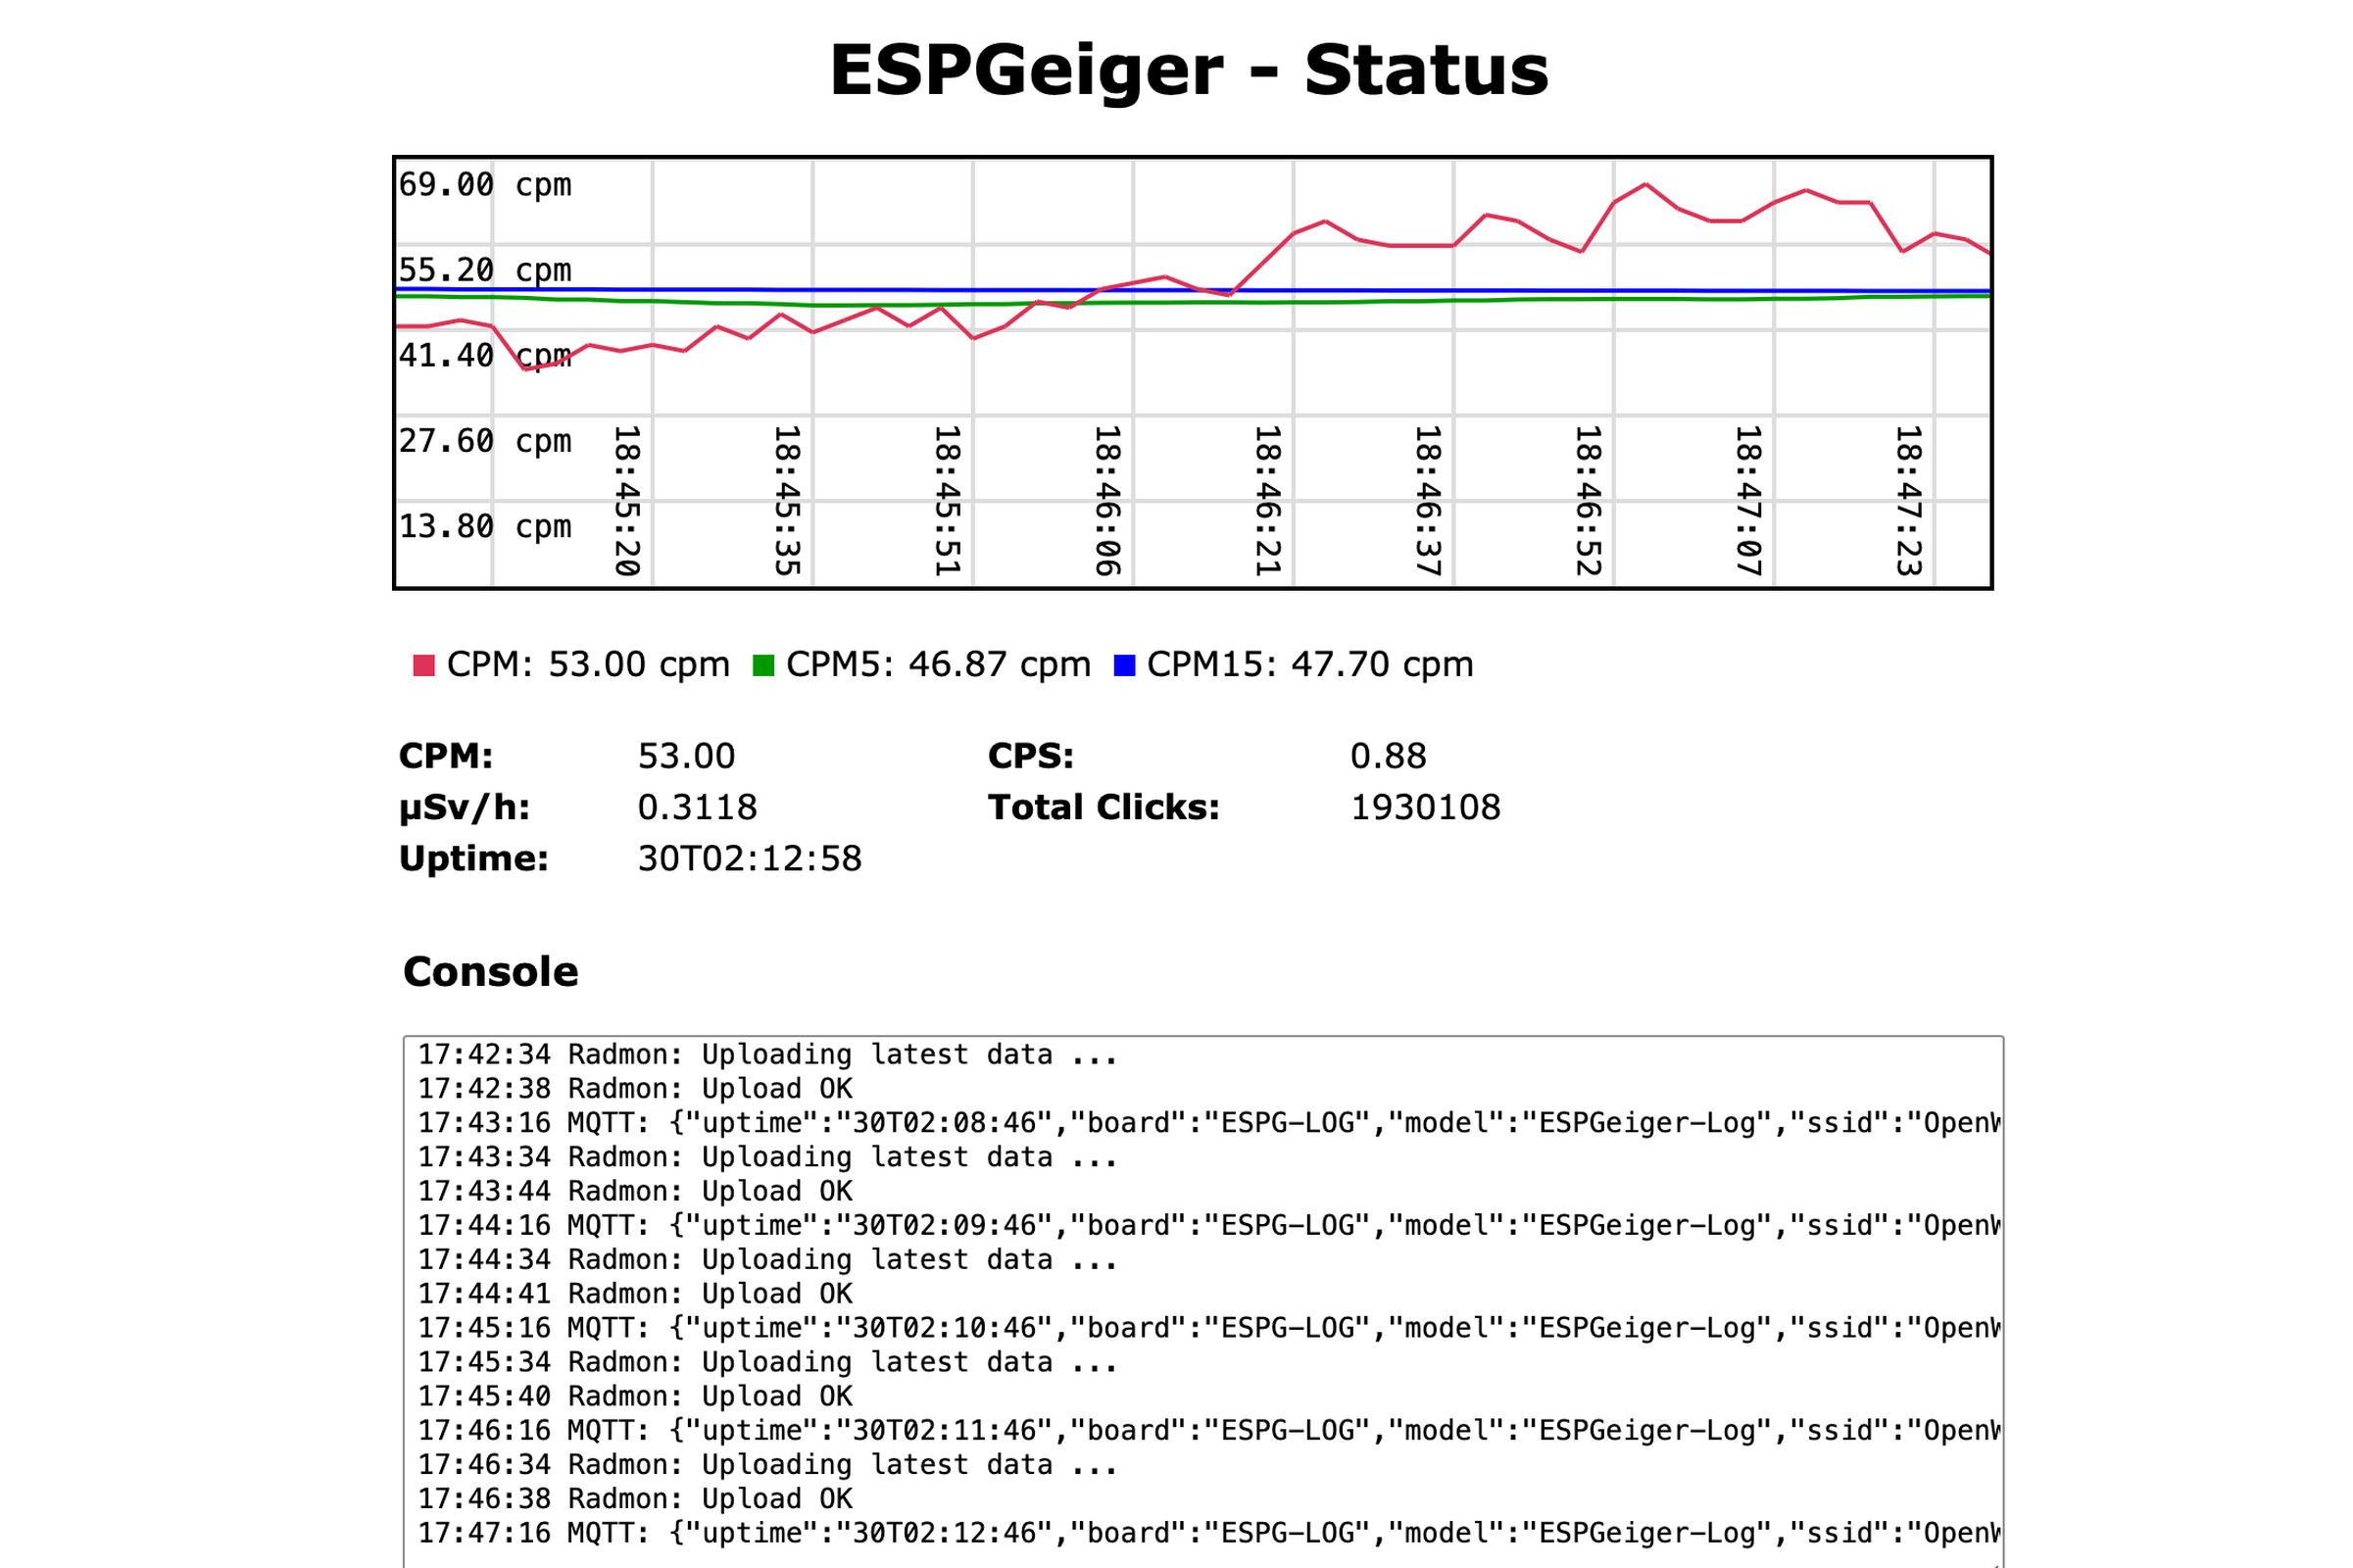 ESPGeiger - Status
69.00 cpm
55.20 cpm
41.40 cpm
27.60 cpm
13.80 cpm
18:45:20
18:45:35
18:45:51
18:46:06
18:46:21
18:46:37
18:46:52
18:47:07
18:47:23
CPM: 53.00 cpm CPM5: 46.87 cpm CPM15: 47.70 cpm
CPM: 53.00 CPS: 0.88
µSv/h: 0.3118 Total Clicks: 1930108
Uptime: 30T02:12:58
Console
17:42:34 Radmon: Uploading latest data ...
17:42:38 Radmon: Upload OK
17:43:16 MQTT: {"uptime":"30T02:08:46","board":"ESPG-LOG","model":"ESPGeiger-Log","ssid":"OpenW
17:43:34 Radmon: Uploading latest data ...
17:43:44 Radmon: Upload OK
17:44:16 MQTT: {"uptime":"30T02:09:46","board":"ESPG-LOG","model":"ESPGeiger-Log","ssid":"OpenW
17:44:34 Radmon: Uploading latest data ...
17:44:41 Radmon: Upload OK
17:45:16 MQTT: {"uptime":"30T02:10:46","board":"ESPG-LOG","model":"ESPGeiger-Log","ssid":"OpenW
17:45:34 Radmon: Uploading latest data ...
17:45:40 Radmon: Upload OK
17:46:16 MQTT: {"uptime":"30T02:11:46","board":"ESPG-LOG","model":"ESPGeiger-Log","ssid":"OpenW
17:46:34 Radmon: Uploading latest data ...
17:46:38 Radmon: Upload OK
17:47:16 MQTT: {"uptime":"30T02:12:46","board":"ESPG-LOG","model":"ESPGeiger-Log","ssid":"OpenW